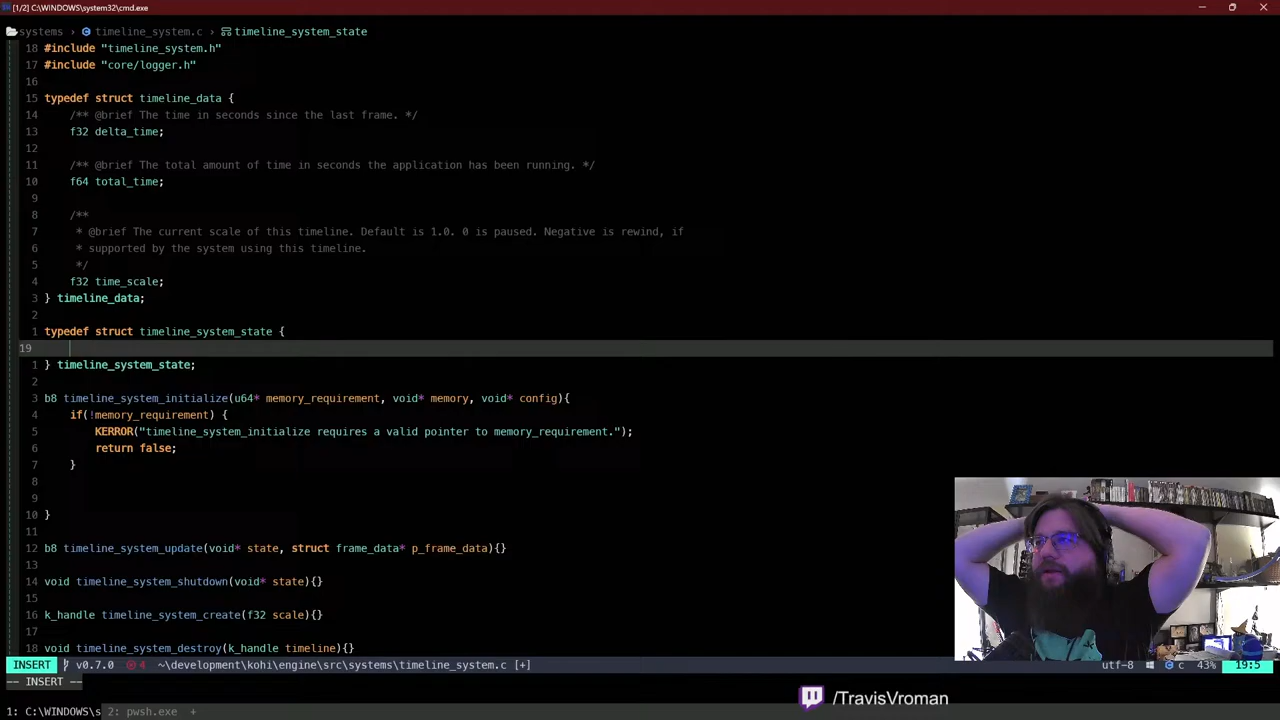 [1/2] C:\WINDOWS\system32\cmd.exe
systems › timeline_system.c › timeline_system_state
18 #include "timeline_system.h"
17 #include "core/logger.h"
16
15 typedef struct timeline_data {
14 /** @brief The time in seconds since the last frame. */
13 f32 delta_time;
12
11 /** @brief The total amount of time in seconds the application has been running. */
10 f64 total_time;
9
8 /**
7 * @brief The current scale of this timeline. Default is 1.0. 0 is paused. Negative is rewind, if
6 * supported by the system using this timeline.
5 */
4 f32 time_scale;
3 } timeline_data;
2
1 typedef struct timeline_system_state {
19
1 } timeline_system_state;
2
3 b8 timeline_system_initialize(u64* memory_requirement, void* memory, void* config){
4 if(!memory_requirement) {
5 KERROR("timeline_system_initialize requires a valid pointer to memory_requirement.");
6 return false;
7 }
8
9
10 }
11
12 b8 timeline_system_update(void* state, struct frame_data* p_frame_data){}
13
14 void timeline_system_shutdown(void* state){}
15
16 k_handle timeline_system_create(f32 scale){}
17
18 void timeline_system_destroy(k_handle timeline){}
INSERT v0.7.0 4 ~\development\kohi\engine\src\systems\timeline_system.c [+] utf-8 c 43% 19:5
-- INSERT --
/TravisVroman
1: C:\WINDOWS\s 2: pwsh.exe +